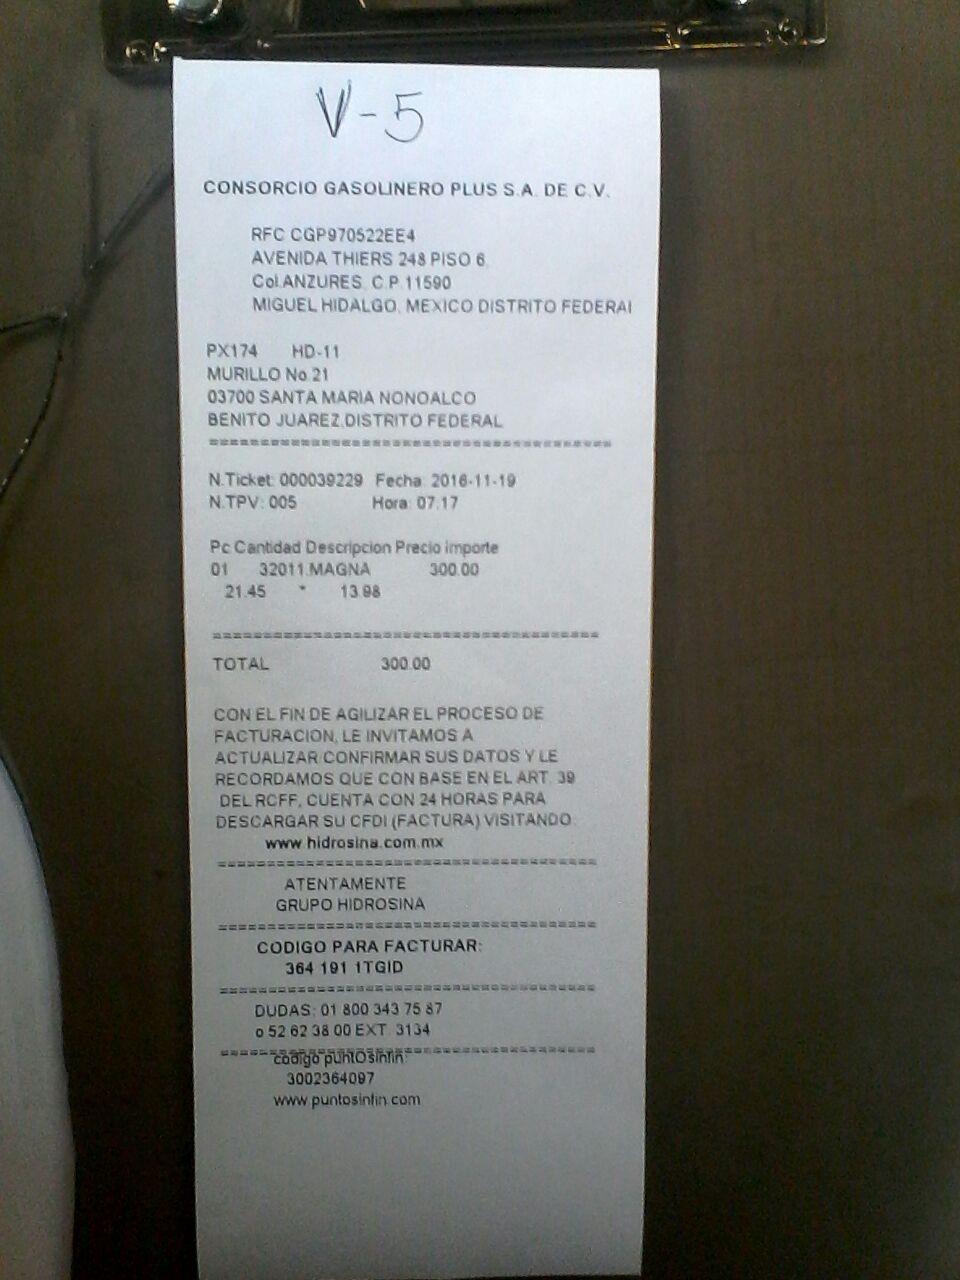 V-5
CONSORCIO GASOLINERO PLUS S.A. DE C.V.
RFC CGP970522EE4
AVENIDA THIERS 248 PISO 6,
Col.ANZURES, C.P.11590
MIGUEL HIDALGO, MEXICO DISTRITO FEDERAl
PX174 HD-11
MURILLO No.21
03700 SANTA MARIA NONOALCO
BENITO JUAREZ,DISTRITO FEDERAL
=======================================
N.Ticket: 000039229 Fecha: 2016-11-19
N.TPV: 005 Hora: 07:17
Pc Cantidad Descripcion Precio importe
01 32011.MAGNA 300.00
21.45 * 13.98
=====================================
TOTAL 300.00
CON EL FIN DE AGILIZAR EL PROCESO DE
FACTURACION, LE INVITAMOS A
ACTUALIZAR CONFIRMAR SUS DATOS Y LE
RECORDAMOS QUE CON BASE EN EL ART. 39
DEL RCFF, CUENTA CON 24 HORAS PARA
DESCARGAR SU CFDI (FACTURA) VISITANDO:
www.hidrosina.com.mx
=====================================
ATENTAMENTE
GRUPO HIDROSINA
=====================================
CODIGO PARA FACTURAR:
364 191 1TGID
=====================================
DUDAS: 01 800 343 75 87
o 52 62 38 00 EXT. 3134
=====================================
codigo puntOsinfin:
3002364097
www.puntosinfin.com